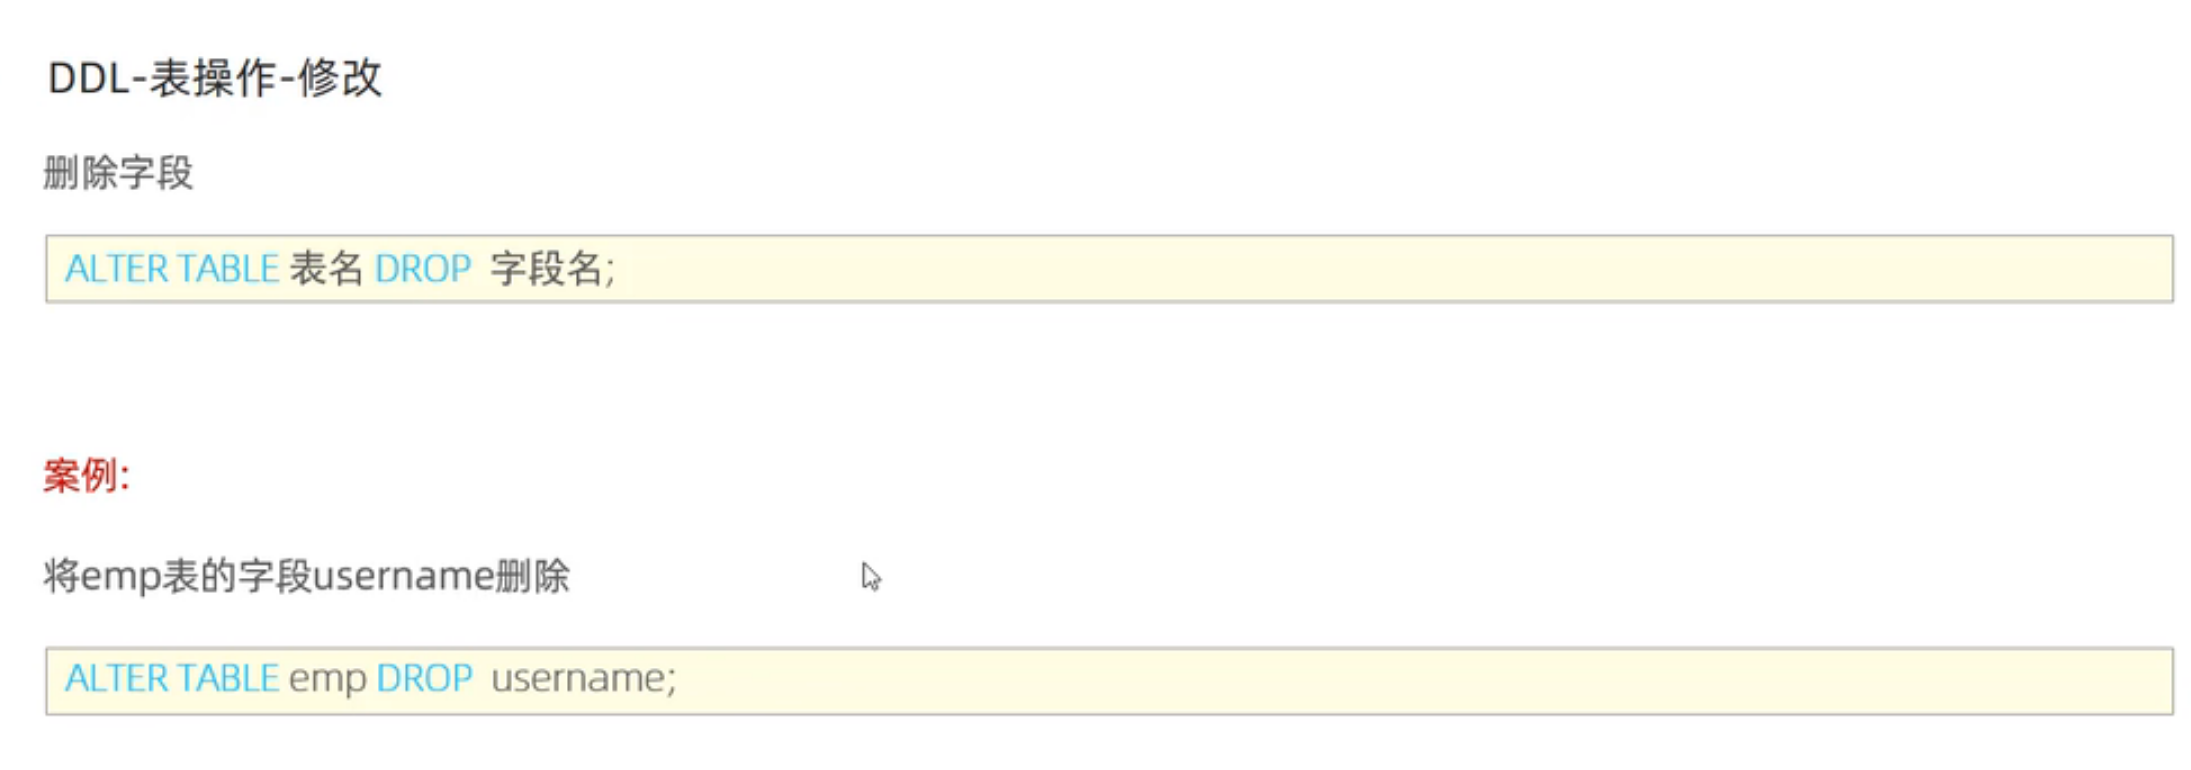 DDL-表操作-修改
删除字段
ALTER TABLE 表名 DROP 字段名;
案例:
将emp表的字段username删除
ALTER TABLE emp DROP username;